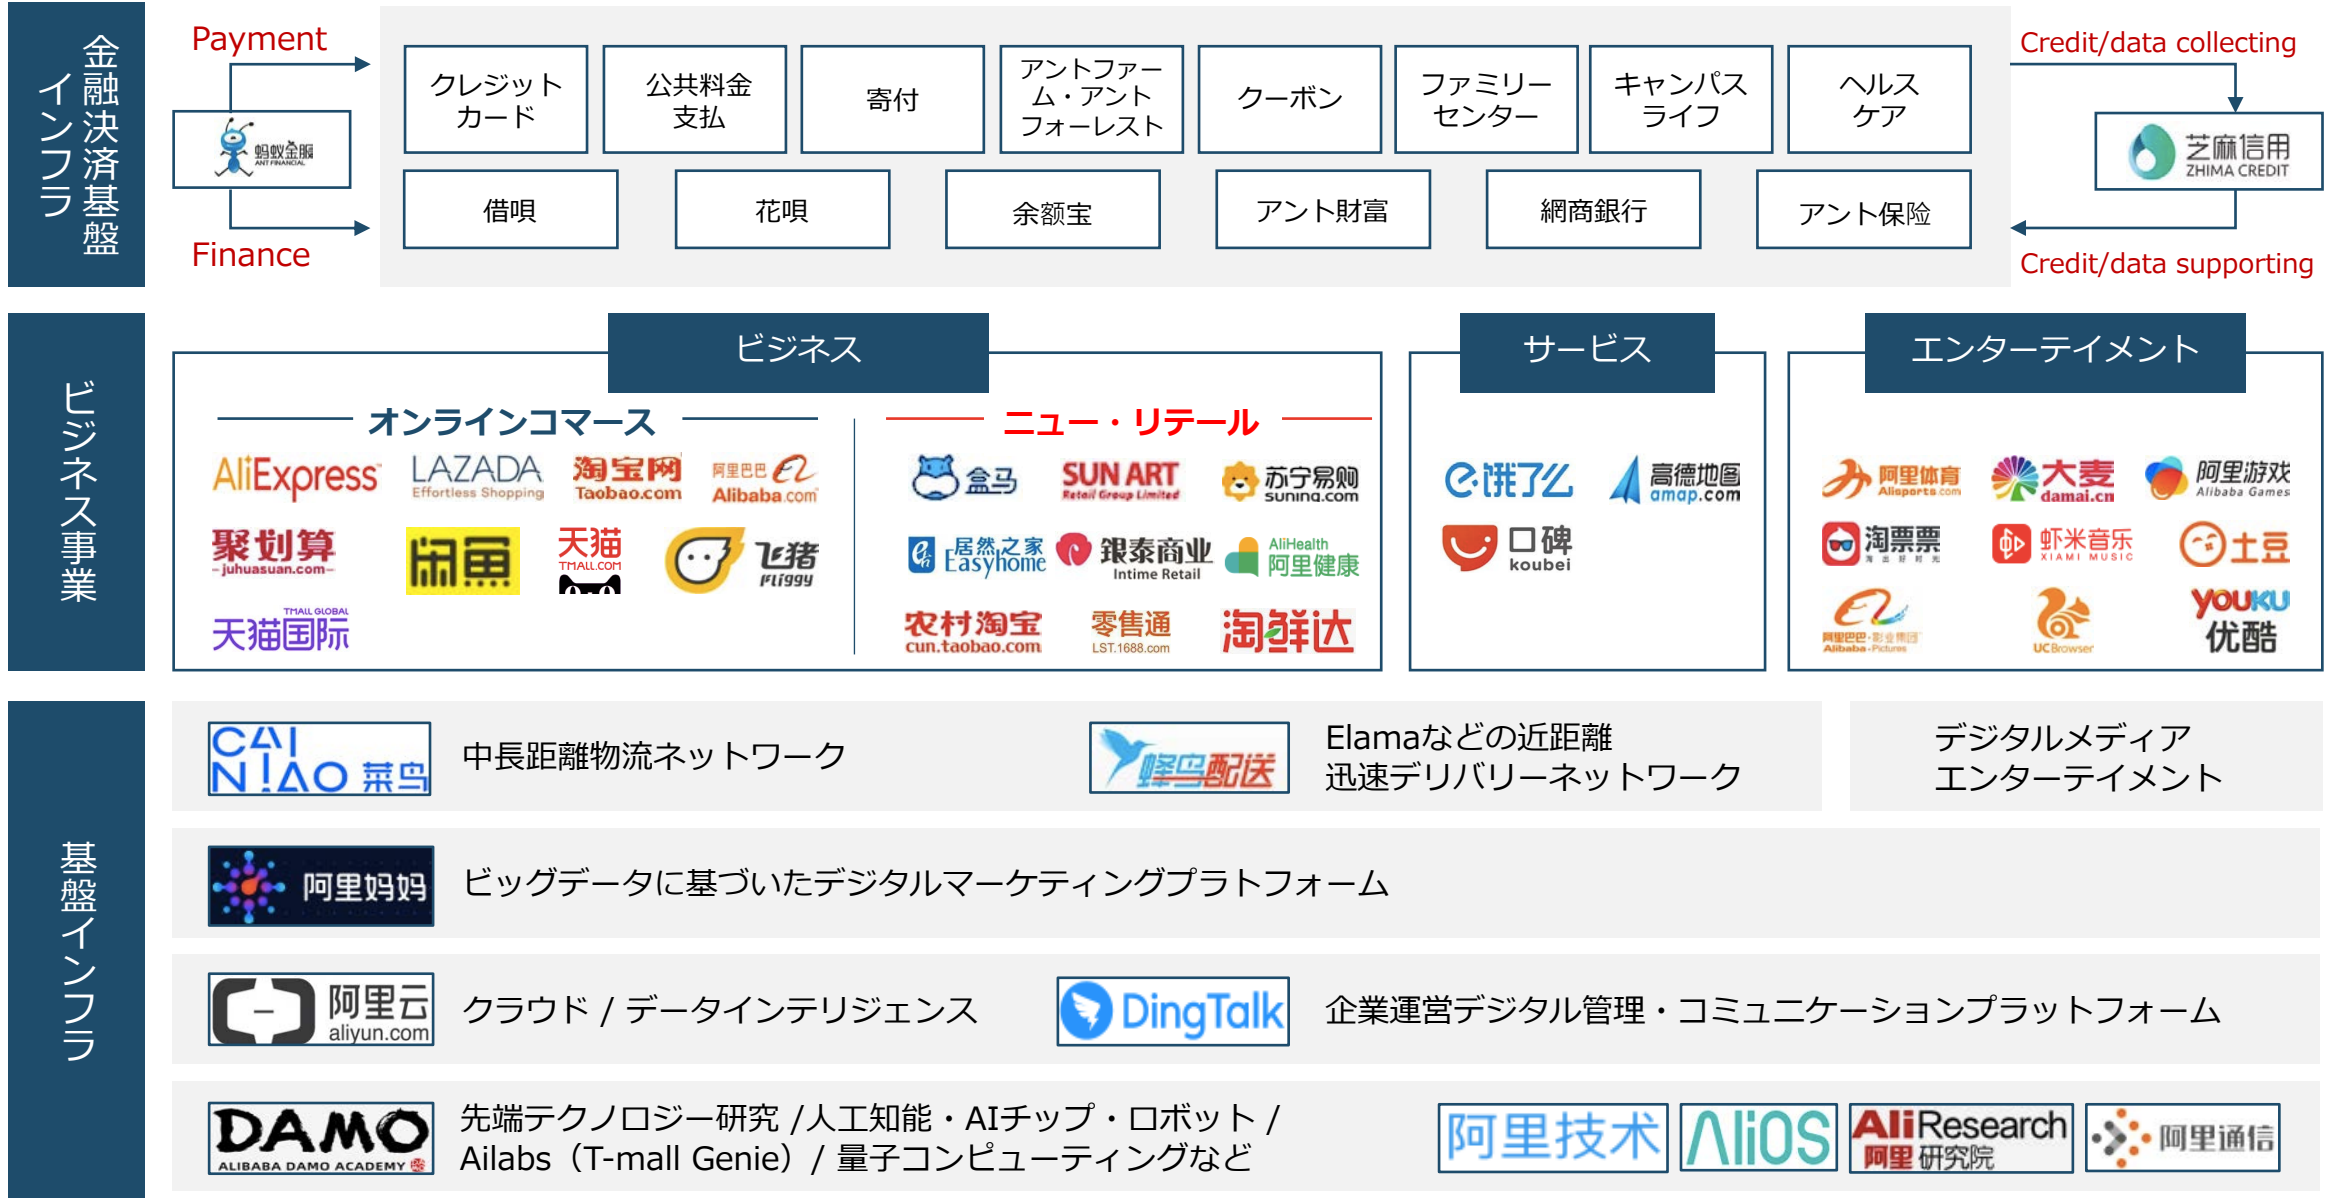 金融決済基盤
インフラ
Payment
蚂蚁金服
ANT FINANCIAL
Finance
クレジット
カード
公共料金
支払
寄付
アントファー
ム・アント
フォーレスト
クーポン
ファミリー
センター
キャンパス
ライフ
ヘルス
ケア
借唄
花唄
余额宝
アント財富
網商銀行
アント保険
Credit/data collecting
芝麻信用
ZHIMA CREDIT
Credit/data supporting
ビジネス事業
ビジネス
オンラインコマース
AliExpress
LAZADA
Effortless Shopping
淘宝网
Taobao.com
阿里巴巴
Alibaba.com
聚划算
juhuasuan.com
闲鱼
天猫
TMALL.COM
飞猪
Fliggy
TMALL GLOBAL
天猫国际
ニュー・リテール
盒马
SUN ART
Retail Group Limited
苏宁易购
suning.com
居然之家
Easyhome
銀泰商业
Intime Retail
AliHealth
阿里健康
农村淘宝
cun.taobao.com
零售通
LST.1688.com
淘鲜达
サービス
饿了么
高德地图
amap.com
口碑
koubei
エンターテイメント
阿里体育
Alisports.com
大麦
damai.cn
阿里游戏
Alibaba Games
淘票票
淘出好时光
虾米音乐
XIAMI MUSIC
土豆
阿里巴巴·影业集团
Alibaba Pictures
UCBrowser
YOUKU
优酷
基盤インフラ
CAI
NIAO 菜鸟
中長距離物流ネットワーク
蜂鸟配送
Elamaなどの近距離
迅速デリバリーネットワーク
デジタルメディア
エンターテイメント
阿里妈妈
ビッグデータに基づいたデジタルマーケティングプラトフォーム
阿里云
aliyun.com
クラウド / データインテリジェンス
DingTalk
企業運営デジタル管理・コミュニケーションプラットフォーム
DAMO
ALIBABA DAMO ACADEMY
先端テクノロジー研究 /人工知能・AIチップ・ロボット /
Ailabs（T-mall Genie）/ 量子コンピューティングなど
阿里技术
AliOS
AliResearch
阿里研究院
阿里通信